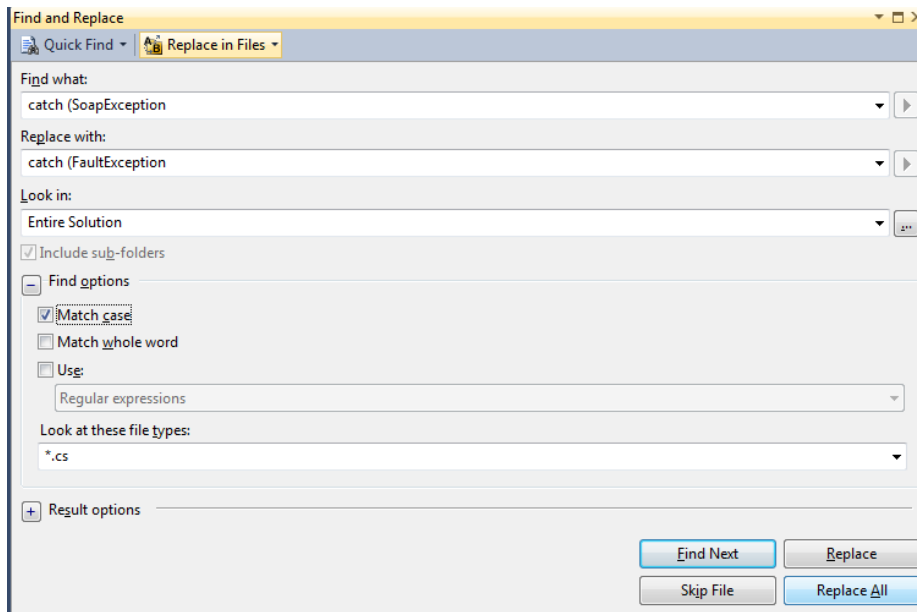 Find and Replace
Quick Find Replace in Files
Find what:
catch (SoapException
Replace with:
catch (FaultException
Look in:
Entire Solution
...
Include sub-folders
Find options
Match case
Match whole word
Use:
Regular expressions
Look at these file types:
*.cs
Result options
Find Next Replace
Skip File Replace All